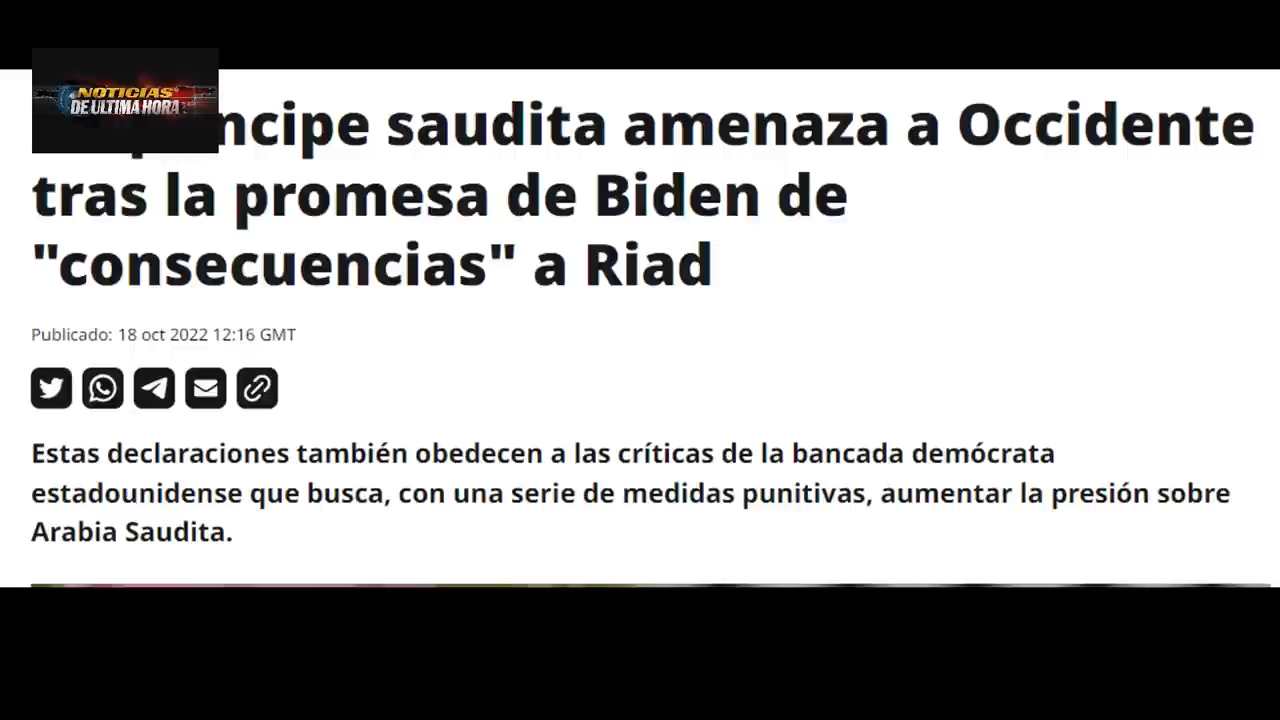 NOTICIAS
DE ULTIMA HORA
saudita amenaza a Occidente
tras la promesa de Biden de
"consecuencias" a Riad
Publicado: 18 oct 2022 12:16 GMT
Estas declaraciones también obedecen a las críticas de la bancada demócrata
estadounidense que busca, con una serie de medidas punitivas, aumentar la presión sobre
Arabia Saudita.